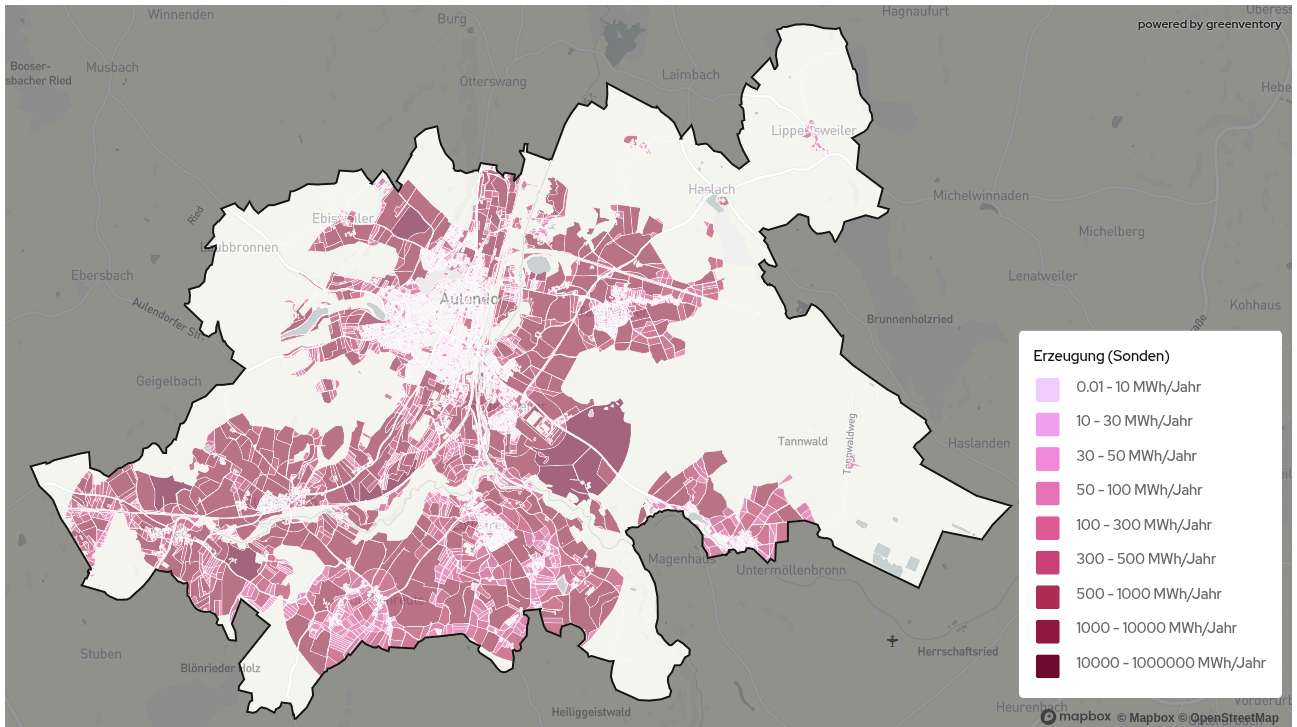 Winnenden
Burg
Hagnaufurt
powered by greenventory
Musbach
Booser-
sbacher Ried
Otterswang
Laimbach
Lippertsweiler
Haslach
Michelwinnaden
Ried
Michelberg
Ebersbach
Lenatweiler
Aulendorfer Str.
Kohhaus
Brunnenholzried
Geigelbach
Tannwald
Tannwaldweg
Haslanden
Magenhaus
Untermöllenbronn
Stuben
Blönrieder Holz
Herrschaftsried
Heiliggeistwald
Heurenbach
Erzeugung (Sonden)
0.01 - 10 MWh/Jahr
10 - 30 MWh/Jahr
30 - 50 MWh/Jahr
50 - 100 MWh/Jahr
100 - 300 MWh/Jahr
300 - 500 MWh/Jahr
500 - 1000 MWh/Jahr
1000 - 10000 MWh/Jahr
10000 - 1000000 MWh/Jahr
mapbox © Mapbox © OpenStreetMap